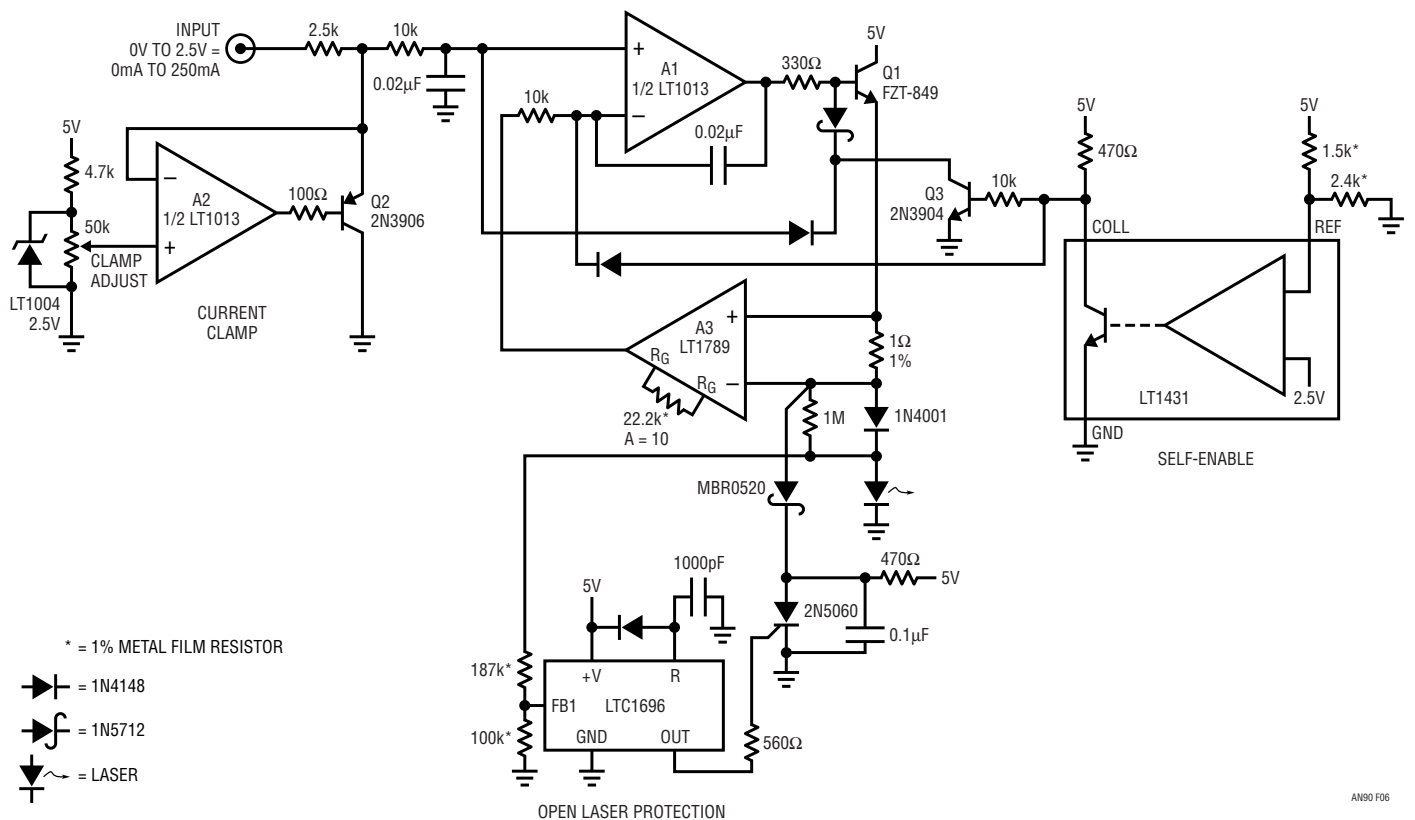 INPUT
0V TO 2.5V =
0mA TO 250mA
2.5k
10k
0.02µF
5V
4.7k
50k
CLAMP
ADJUST
LT1004
2.5V
–
+
A2
1/2 LT1013
100Ω
Q2
2N3906
CURRENT
CLAMP
10k
+
–
A1
1/2 LT1013
0.02µF
330Ω
5V
Q1
FZT-849
Q3
2N3904
10k
5V
470Ω
COLL
5V
1.5k*
2.4k*
REF
2.5V
LT1431
GND
SELF-ENABLE
A3
LT1789
+
–
RG
RG
22.2k*
A = 10
1Ω
1%
1M
1N4001
MBR0520
470Ω
5V
2N5060
0.1µF
560Ω
1000pF
5V
187k*
100k*
+V
R
FB1
LTC1696
GND
OUT
OPEN LASER PROTECTION
* = 1% METAL FILM RESISTOR
= 1N4148
= 1N5712
= LASER
AN90 F06